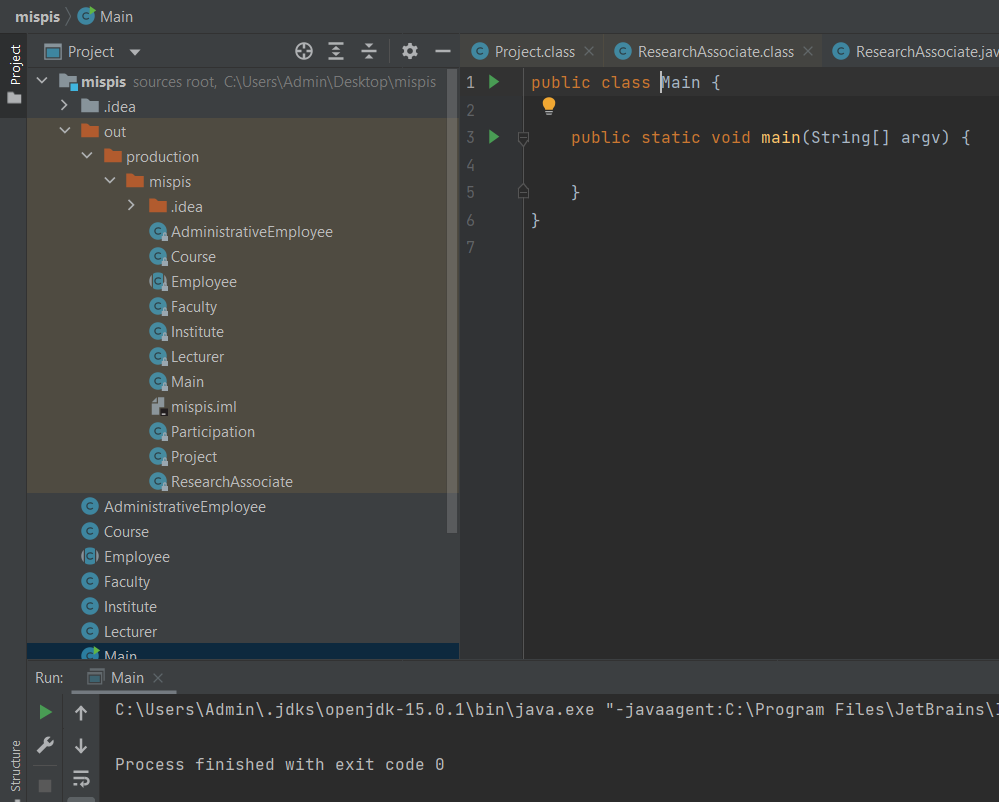 mispis Main
Project
Project
mispis sources root, C:\Users\Admin\Desktop\mispis
.idea
out
production
mispis
.idea
AdministrativeEmployee
Course
Employee
Faculty
Institute
Lecturer
Main
mispis.iml
Participation
Project
ResearchAssociate
AdministrativeEmployee
Course
Employee
Faculty
Institute
Lecturer
Main
Project.class ResearchAssociate.class ResearchAssociate.jav
1 public class Main {
2
3 public static void main(String[] argv) {
4
5 }
6 }
7
Run: Main
Structure
C:\Users\Admin\.jdks\openjdk-15.0.1\bin\java.exe "-javaagent:C:\Program Files\JetBrains\
Process finished with exit code 0